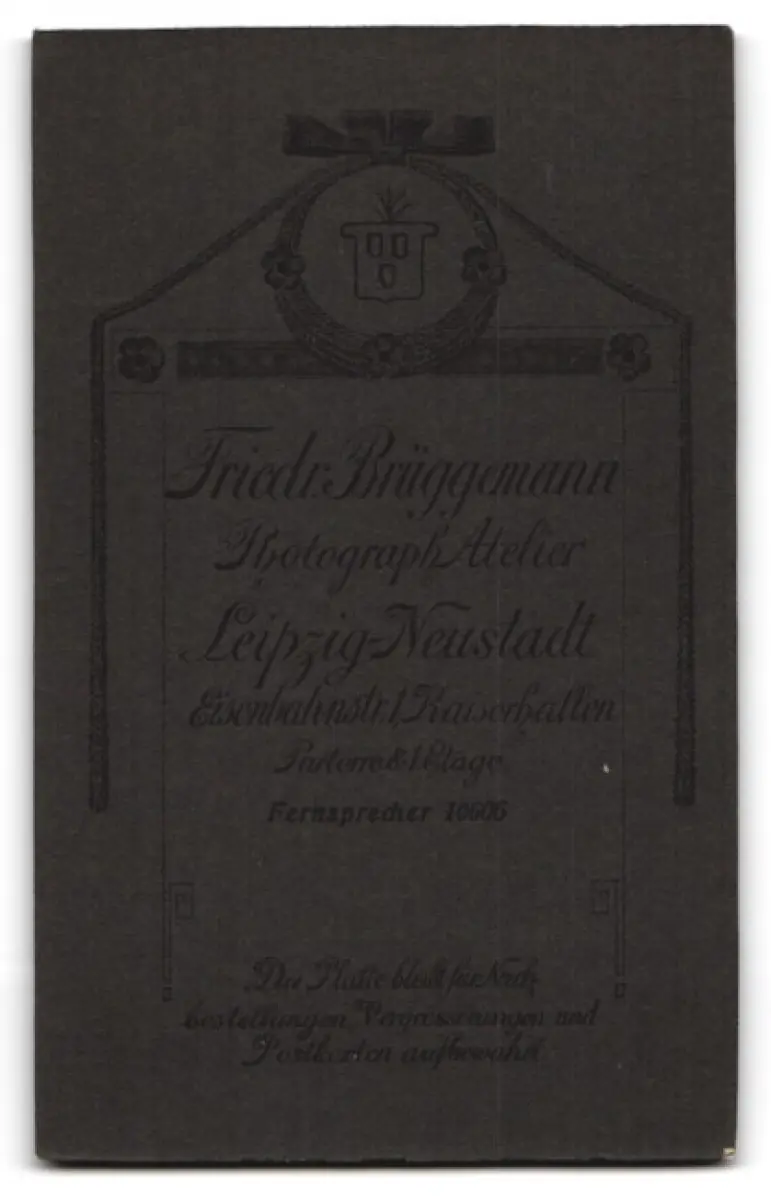 Friedr. Brüggemann
Photograph. Atelier
Leipzig-Neustadt
Eisenbahnstr. 1, Kaiserhallen
Parterre & I. Etage
Fernsprecher 10606
Die Platte bleibt für Nach-
bestellungen Vergrösserungen und
Postkarten aufbewahrt.